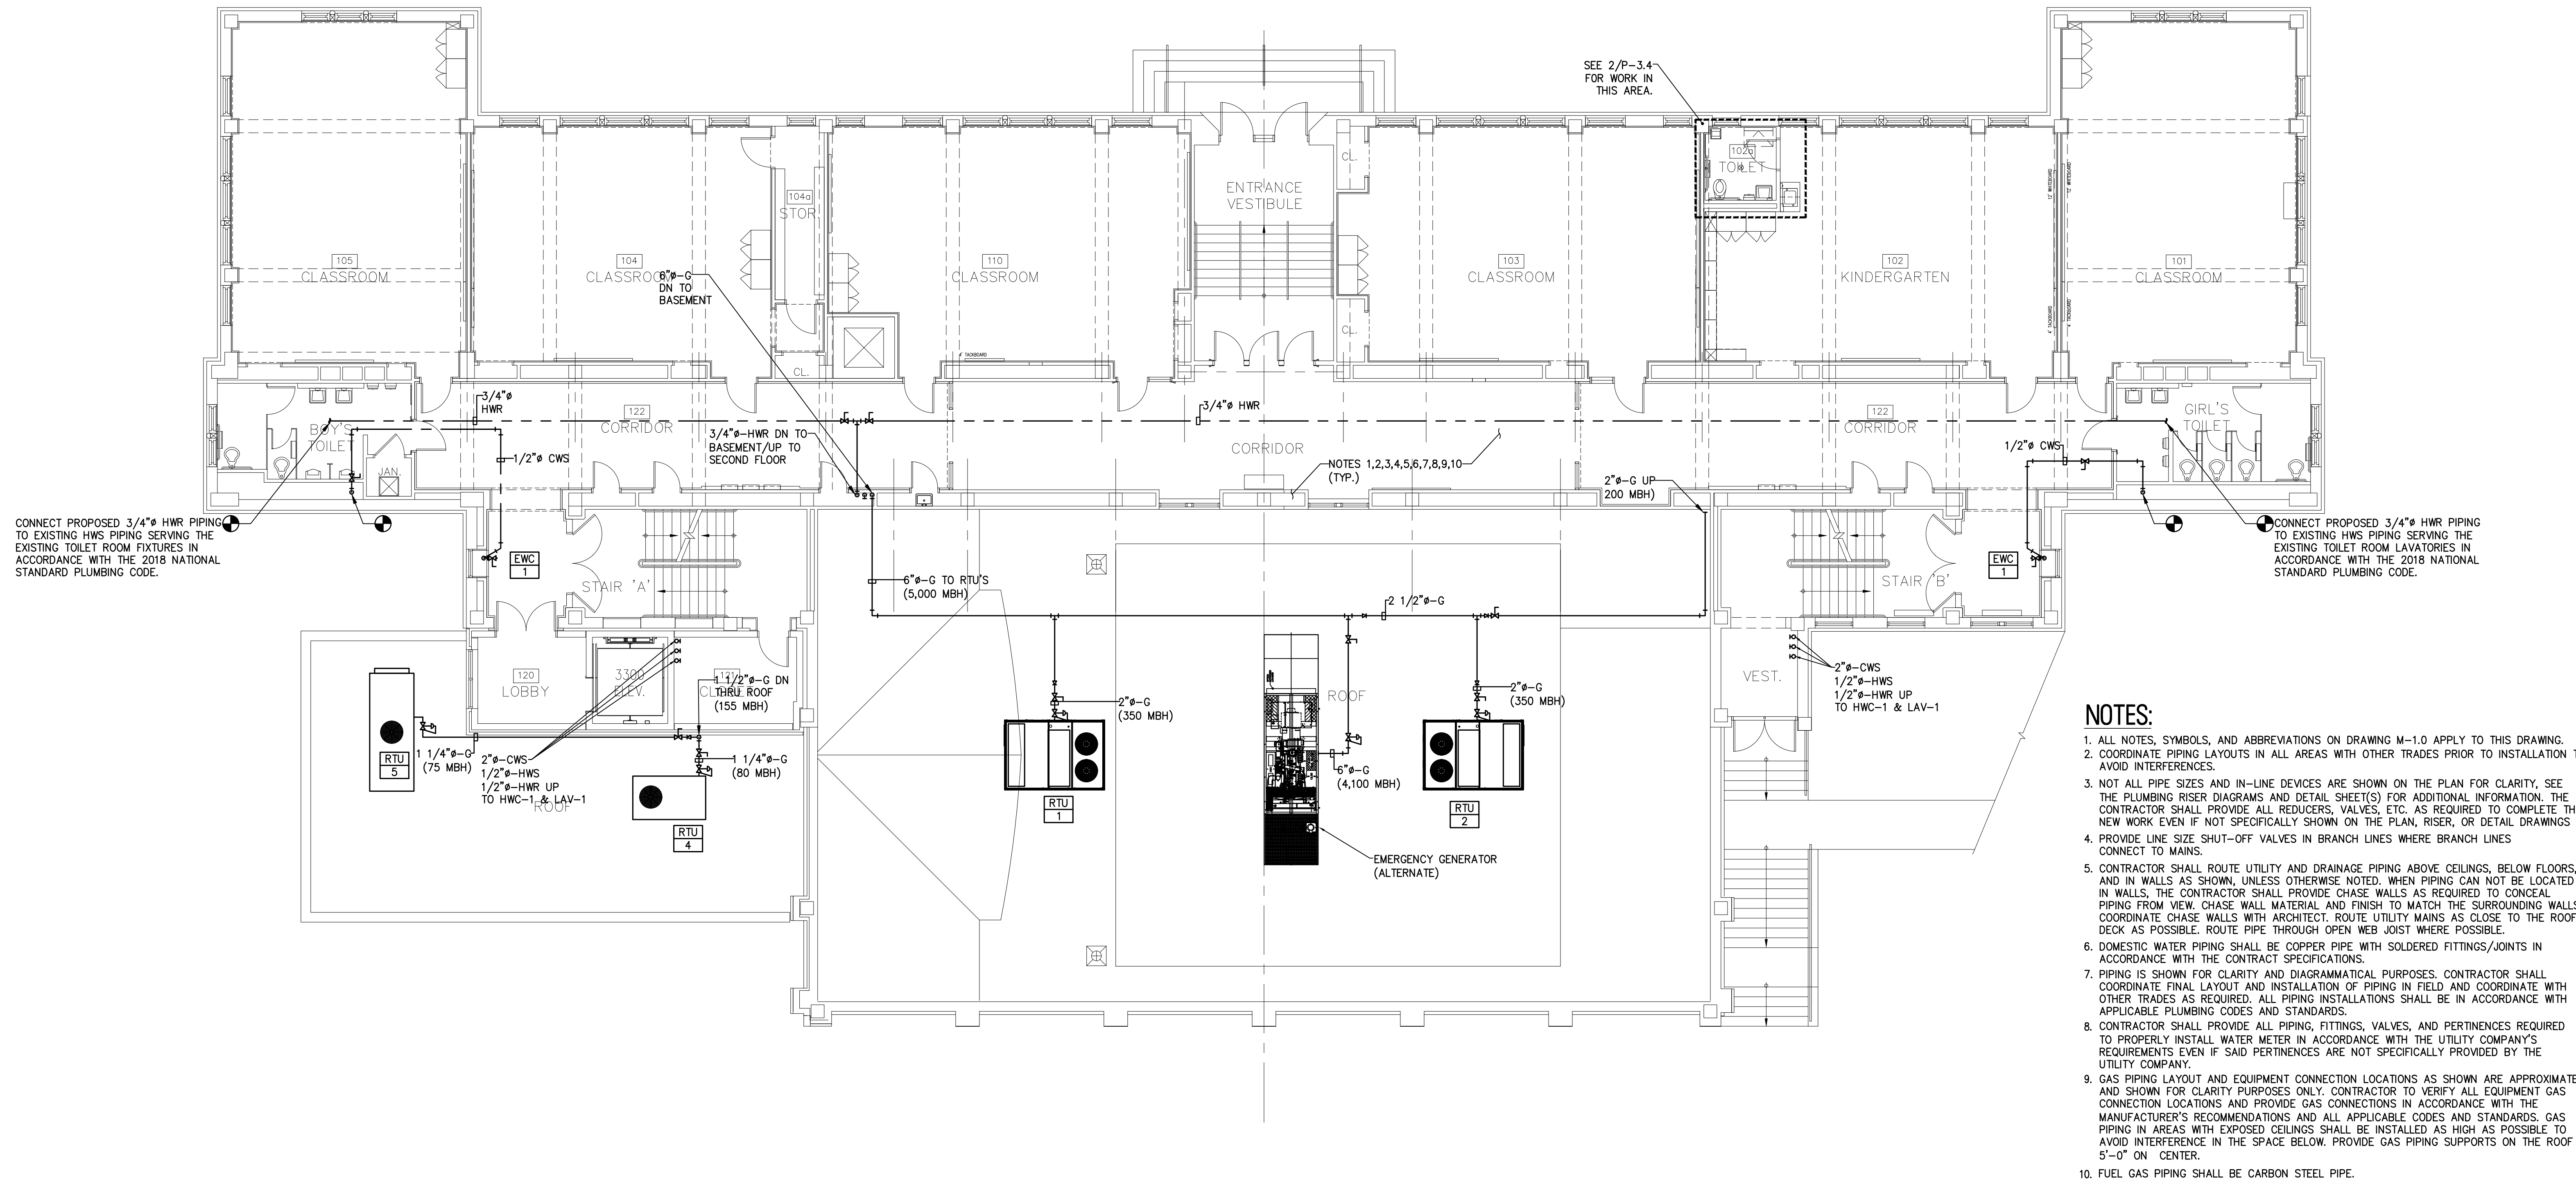 SEE 2/P-3.4
FOR WORK IN
THIS AREA.
102a
TOILET
ENTRANCE
VESTIBULE
CL.
CL.
104a
STOR.
105
CLASSROOM
104
CLASSROOM
6"ø-G
DN TO
BASEMENT
110
CLASSROOM
103
CLASSROOM
102
KINDERGARTEN
101
CLASSROOM
4' TACKBOARD
4' TACKBOARD
4' TACKBOARD
CL.
3/4"ø
HWR
122
CORRIDOR
BOY'S
TOILET
JAN.
1/2"ø CWS
3/4"ø-HWR DN TO
BASEMENT/UP TO
SECOND FLOOR
3/4"ø HWR
CORRIDOR
NOTES 1,2,3,4,5,6,7,8,9,10
(TYP.)
122
CORRIDOR
1/2"ø CWS
GIRL'S
TOILET
2"ø-G UP
200 MBH)
CONNECT PROPOSED 3/4"ø HWR PIPING
TO EXISTING HWS PIPING SERVING THE
EXISTING TOILET ROOM FIXTURES IN
ACCORDANCE WITH THE 2018 NATIONAL
STANDARD PLUMBING CODE.
CONNECT PROPOSED 3/4"ø HWR PIPING
TO EXISTING HWS PIPING SERVING THE
EXISTING TOILET ROOM LAVATORIES IN
ACCORDANCE WITH THE 2018 NATIONAL
STANDARD PLUMBING CODE.
EWC
1
STAIR 'A'
6"ø-G TO RTU'S
(5,000 MBH)
2 1/2"ø-G
STAIR 'B'
EWC
1
120
LOBBY
3300
ELEV.
121
1 1/2"ø-G DN
THRU ROOF
(155 MBH)
VEST.
2"ø-CWS
1/2"ø-HWS
1/2"ø-HWR UP
TO HWC-1 & LAV-1
2"ø-G
(350 MBH)
ROOF
2"ø-G
(350 MBH)
RTU
5
1 1/4"ø-G
(75 MBH)
2"ø-CWS
1/2"ø-HWS
1/2"ø-HWR UP
TO HWC-1 & LAV-1
ROOF
1 1/4"ø-G
(80 MBH)
RTU
4
6"ø-G
(4,100 MBH)
RTU
1
RTU
2
EMERGENCY GENERATOR
(ALTERNATE)
NOTES:
1. ALL NOTES, SYMBOLS, AND ABBREVIATIONS ON DRAWING M-1.0 APPLY TO THIS DRAWING.
2. COORDINATE PIPING LAYOUTS IN ALL AREAS WITH OTHER TRADES PRIOR TO INSTALLATION T
AVOID INTERFERENCES.
3. NOT ALL PIPE SIZES AND IN-LINE DEVICES ARE SHOWN ON THE PLAN FOR CLARITY, SEE
THE PLUMBING RISER DIAGRAMS AND DETAIL SHEET(S) FOR ADDITIONAL INFORMATION. THE
CONTRACTOR SHALL PROVIDE ALL REDUCERS, VALVES, ETC. AS REQUIRED TO COMPLETE TH
NEW WORK EVEN IF NOT SPECIFICALLY SHOWN ON THE PLAN, RISER, OR DETAIL DRAWINGS
4. PROVIDE LINE SIZE SHUT-OFF VALVES IN BRANCH LINES WHERE BRANCH LINES
CONNECT TO MAINS.
5. CONTRACTOR SHALL ROUTE UTILITY AND DRAINAGE PIPING ABOVE CEILINGS, BELOW FLOORS,
AND IN WALLS AS SHOWN, UNLESS OTHERWISE NOTED. WHEN PIPING CAN NOT BE LOCATED
IN WALLS, THE CONTRACTOR SHALL PROVIDE CHASE WALLS AS REQUIRED TO CONCEAL
PIPING FROM VIEW. CHASE WALL MATERIAL AND FINISH TO MATCH THE SURROUNDING WALLS
COORDINATE CHASE WALLS WITH ARCHITECT. ROUTE UTILITY MAINS AS CLOSE TO THE ROOF
DECK AS POSSIBLE. ROUTE PIPE THROUGH OPEN WEB JOIST WHERE POSSIBLE.
6. DOMESTIC WATER PIPING SHALL BE COPPER PIPE WITH SOLDERED FITTINGS/JOINTS IN
ACCORDANCE WITH THE CONTRACT SPECIFICATIONS.
7. PIPING IS SHOWN FOR CLARITY AND DIAGRAMMATICAL PURPOSES. CONTRACTOR SHALL
COORDINATE FINAL LAYOUT AND INSTALLATION OF PIPING IN FIELD AND COORDINATE WITH
OTHER TRADES AS REQUIRED. ALL PIPING INSTALLATIONS SHALL BE IN ACCORDANCE WITH
APPLICABLE PLUMBING CODES AND STANDARDS.
8. CONTRACTOR SHALL PROVIDE ALL PIPING, FITTINGS, VALVES, AND PERTINENCES REQUIRED
TO PROPERLY INSTALL WATER METER IN ACCORDANCE WITH THE UTILITY COMPANY'S
REQUIREMENTS EVEN IF SAID PERTINENCES ARE NOT SPECIFICALLY PROVIDED BY THE
UTILITY COMPANY.
9. GAS PIPING LAYOUT AND EQUIPMENT CONNECTION LOCATIONS AS SHOWN ARE APPROXIMATE
AND SHOWN FOR CLARITY PURPOSES ONLY. CONTRACTOR TO VERIFY ALL EQUIPMENT GAS
CONNECTION LOCATIONS AND PROVIDE GAS CONNECTIONS IN ACCORDANCE WITH THE
MANUFACTURER'S RECOMMENDATIONS AND ALL APPLICABLE CODES AND STANDARDS. GAS
PIPING IN AREAS WITH EXPOSED CEILINGS SHALL BE INSTALLED AS HIGH AS POSSIBLE TO
AVOID INTERFERENCE IN THE SPACE BELOW. PROVIDE GAS PIPING SUPPORTS ON THE ROOF
5'-0" ON CENTER.
10. FUEL GAS PIPING SHALL BE CARBON STEEL PIPE.